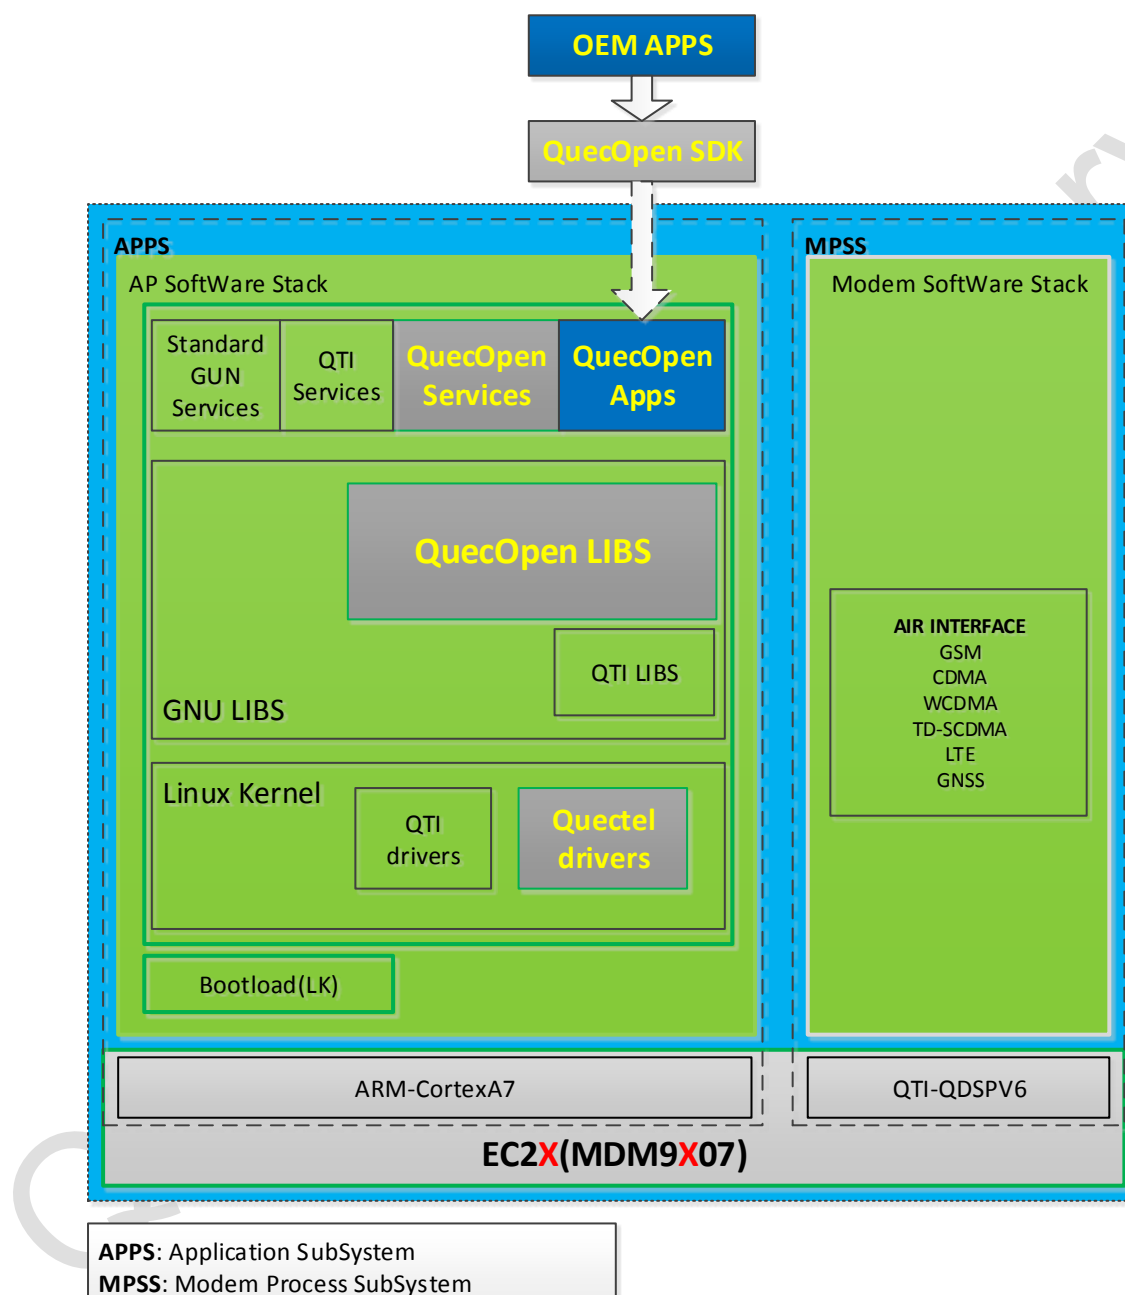 OEM APPS
QuecOpen SDK
APPS
AP SoftWare Stack
Standard
GUN
Services
QTI
Services
QuecOpen
Services
QuecOpen
Apps
QuecOpen LIBS
QTI LIBS
GNU LIBS
Linux Kernel
QTI
drivers
Quectel
drivers
Bootload(LK)
ARM-CortexA7
MPSS
Modem SoftWare Stack
AIR INTERFACE
GSM
CDMA
WCDMA
TD-SCDMA
LTE
GNSS
QTI-QDSPV6
EC2X(MDM9X07)
APPS: Application SubSystem
MPSS: Modem Process SubSystem